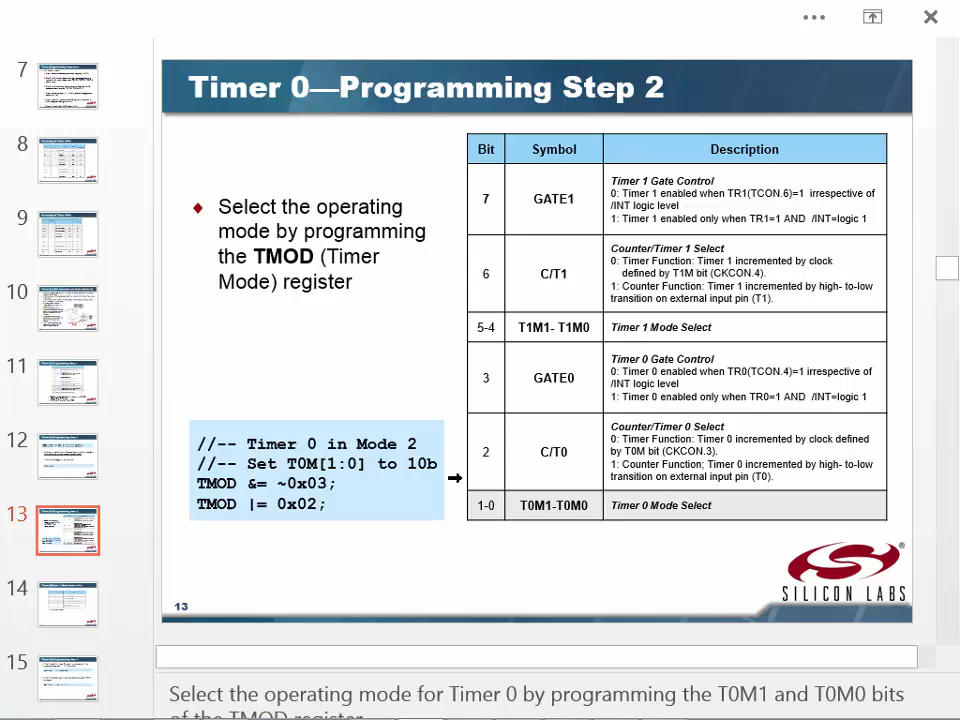 7
8
9
10
11
12
13
14
15
Timer 0—Programming Step 2
♦ Select the operating
mode by programming
the TMOD (Timer
Mode) register
//-- Timer 0 in Mode 2
//-- Set T0M[1:0] to 10b
TMOD &= ~0x03;
TMOD |= 0x02;
Bit Symbol Description
7 GATE1
Timer 1 Gate Control
0: Timer 1 enabled when TR1(TCON.6)=1 irrespective of
/INT logic level
1: Timer 1 enabled only when TR1=1 AND /INT=logic 1
6 C/T1
Counter/Timer 1 Select
0: Timer Function: Timer 1 incremented by clock
defined by T1M bit (CKCON.4).
1: Counter Function: Timer 1 incremented by high- to-low
transition on external input pin (T1).
5-4 T1M1- T1M0 Timer 1 Mode Select
3 GATE0
Timer 0 Gate Control
0: Timer 0 enabled when TR0(TCON.4)=1 irrespective of
/INT logic level
1: Timer 0 enabled only when TR0=1 AND /INT=logic 1
2 C/T0
Counter/Timer 0 Select
0: Timer Function: Timer 0 incremented by clock defined
by T0M bit (CKCON.3).
1: Counter Function; Timer 0 incremented by high- to-low
transition on external input pin (T0).
1-0 T0M1-T0M0 Timer 0 Mode Select
SILICON LABS
®
13
Select the operating mode for Timer 0 by programming the T0M1 and T0M0 bits
of the TMOD register